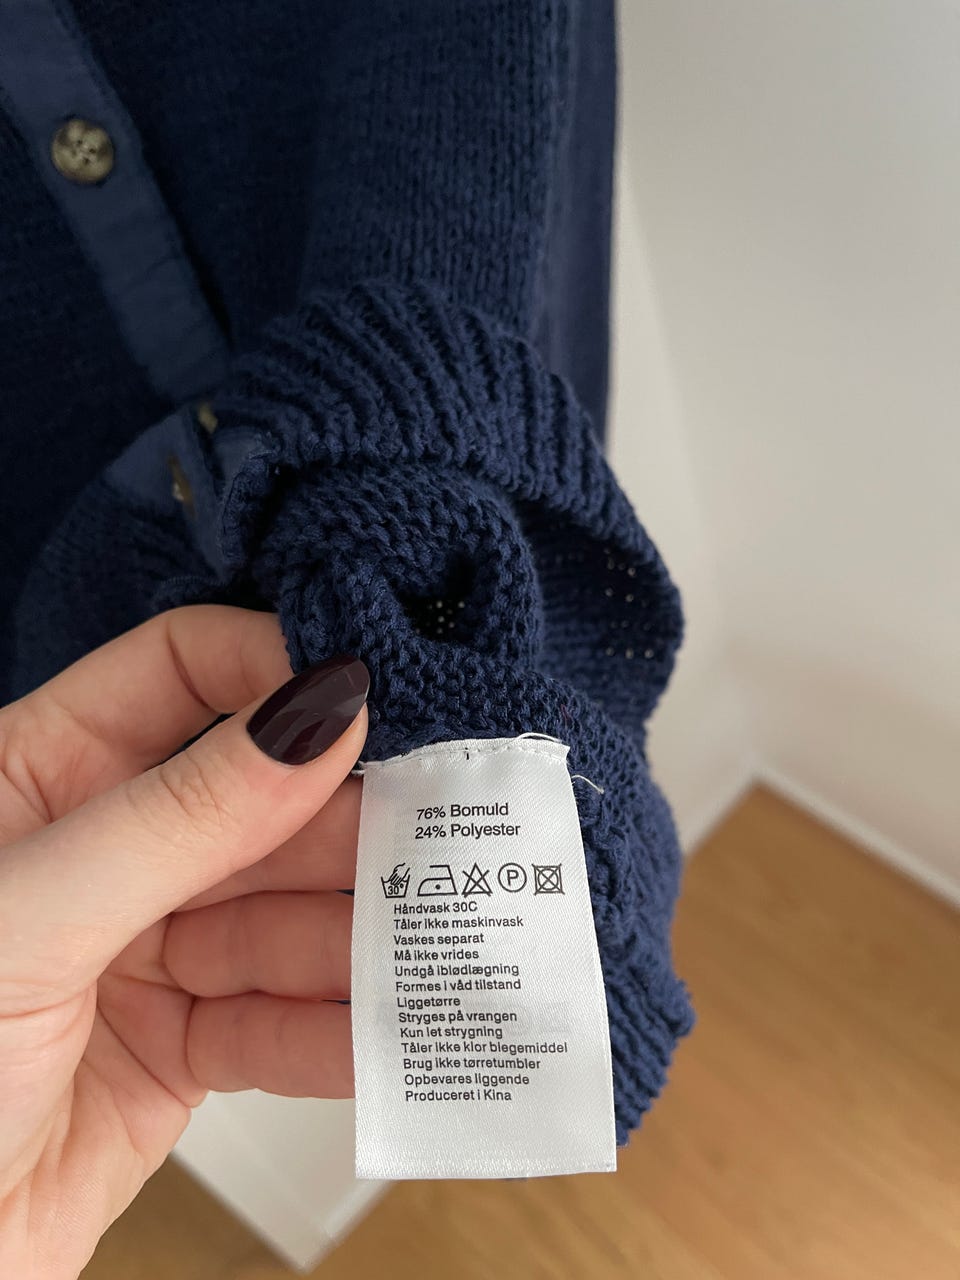 76% Bomuld
24% Polyester
30° P
Håndvask 30C
Tåler ikke maskinvask
Vaskes separat
Må ikke vrides
Undgå iblødlægning
Formes i våd tilstand
Liggetørre
Stryges på vrangen
Kun let strygning
Tåler ikke klor blegemiddel
Brug ikke tørretumbler
Opbevares liggende
Produceret i Kina